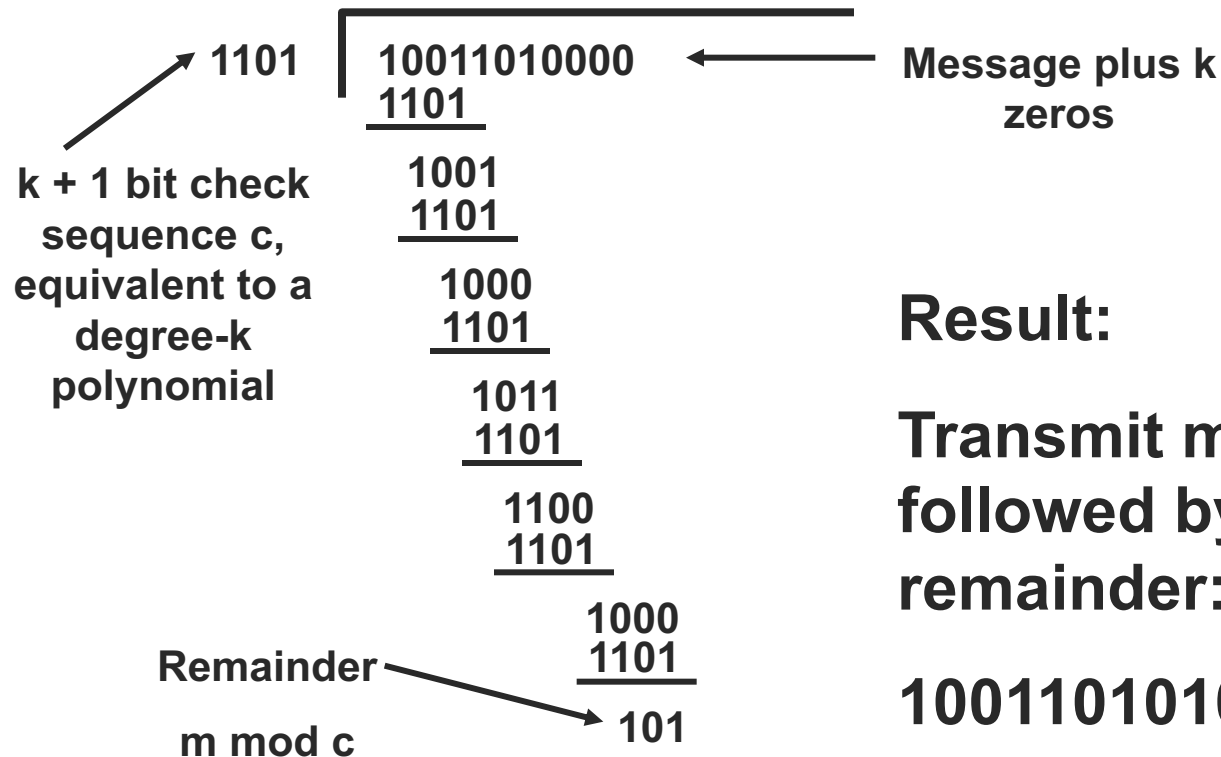 1101
10011010000
Message plus k
zeros
1101
k + 1 bit check
sequence c,
equivalent to a
degree-k
polynomial
1001
1101
1000
1101
1011
1101
1100
1101
1000
1101
101
Remainder
m mod c
Result:
Transmit
followed
remainder: